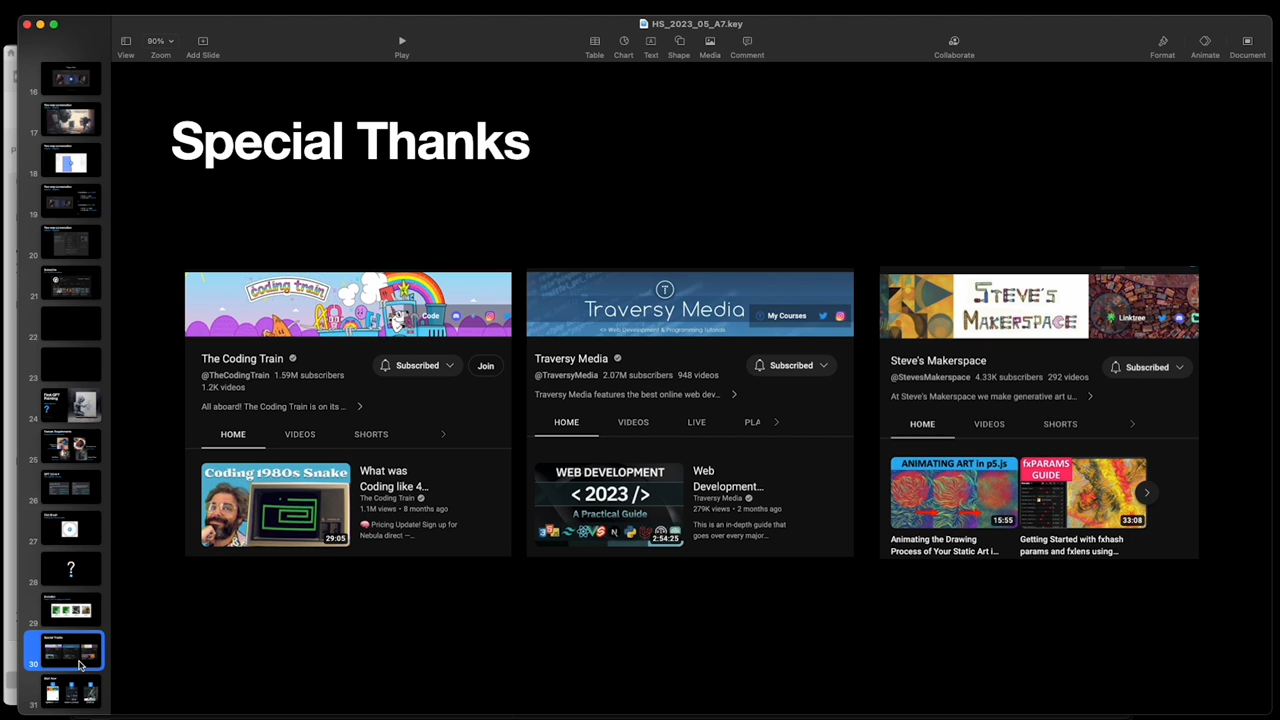 HS_2023_05_A7.key
90%
View
Zoom
Add Slide
Play
Table
Chart
Text
Shape
Media
Comment
Collaborate
Format
Animate
Document
16
17
18
19
20
21
22
23
24
25
26
27
28
29
30
31
?
Special Thanks
coding train
Code
The Coding Train
@TheCodingTrain 1.59M subscribers
1.2K videos
Subscribed
Join
All aboard! The Coding Train is on its ...
HOME VIDEOS SHORTS
Coding 1980s Snake
29:05
What was
Coding like 4...
The Coding Train
1.1M views • 8 months ago
🧠 Pricing Update! Sign up for
Nebula direct —...
T
Traversy Media
<> Web Development & Programming Tutorials
My Courses
Traversy Media
@TraversyMedia 2.07M subscribers 948 videos
Subscribed
Traversy Media features the best online web dev...
HOME VIDEOS LIVE PLA
WEB DEVELOPMENT
< 2023 />
A Practical Guide
2:54:25
Web
Development...
Traversy Media
279K views • 2 months ago
This is an in-depth guide that
goes over every major...
STEVE'S
MAKERSPACE
Linktree
Steve's Makerspace
@StevesMakerspace 4.33K subscribers 292 videos
Subscribed
At Steve's Makerspace we make generative art u...
HOME VIDEOS SHORTS
ANIMATING ART in p5.js
15:55
Animating the Drawing
Process of Your Static Art i...
fxPARAMS
GUIDE
33:08
Getting Started with fxhash
params and fxlens using...